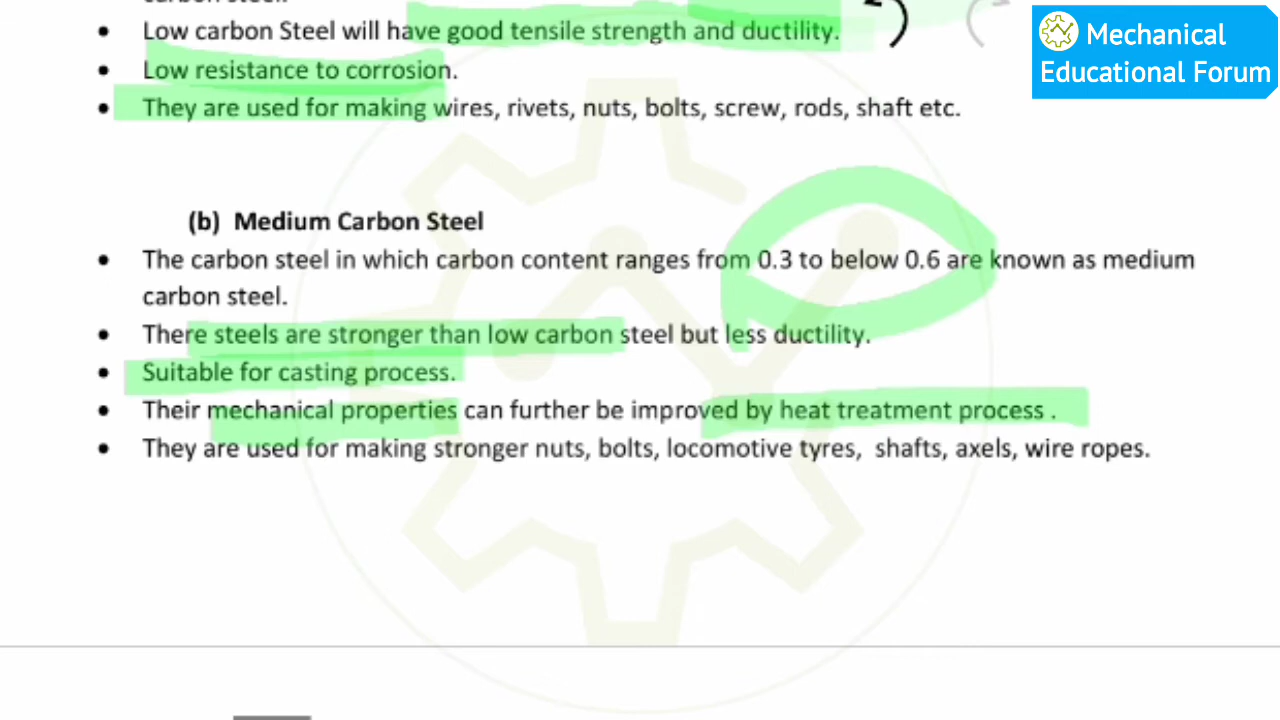 • Low carbon Steel will have good tensile strength and ductility.
• Low resistance to corrosion.
• They are used for making wires, rivets, nuts, bolts, screw, rods, shaft etc.
Mechanical
Educational Forum
(b) Medium Carbon Steel
• The carbon steel in which carbon content ranges from 0.3 to below 0.6 are known as medium
carbon steel.
• There steels are stronger than low carbon steel but less ductility.
• Suitable for casting process.
• Their mechanical properties can further be improved by heat treatment process .
• They are used for making stronger nuts, bolts, locomotive tyres, shafts, axels, wire ropes.